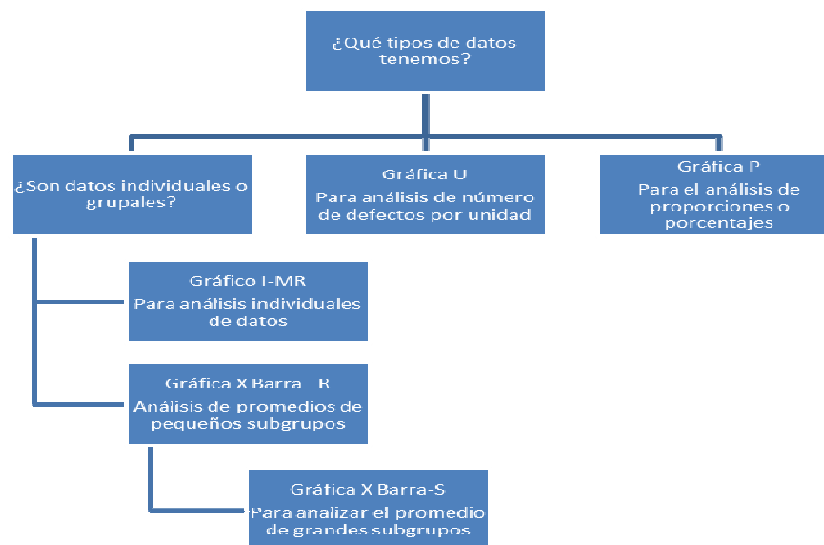 ¿Qué tipos de datos
tenemos?
¿Son datos individuales o
grupales?
Gráfica U
Para análisis de número
de defectos por unidad
Gráfica P
Para el análisis de
proporciones o
porcentajes
Gráfico I-MR
Para análisis individuales
de datos
Gráfica X Barra - R
Análisis de promedios de
pequeños subgrupos
Gráfica X Barra-S
Para analizar el promedio
de grandes subgrupos